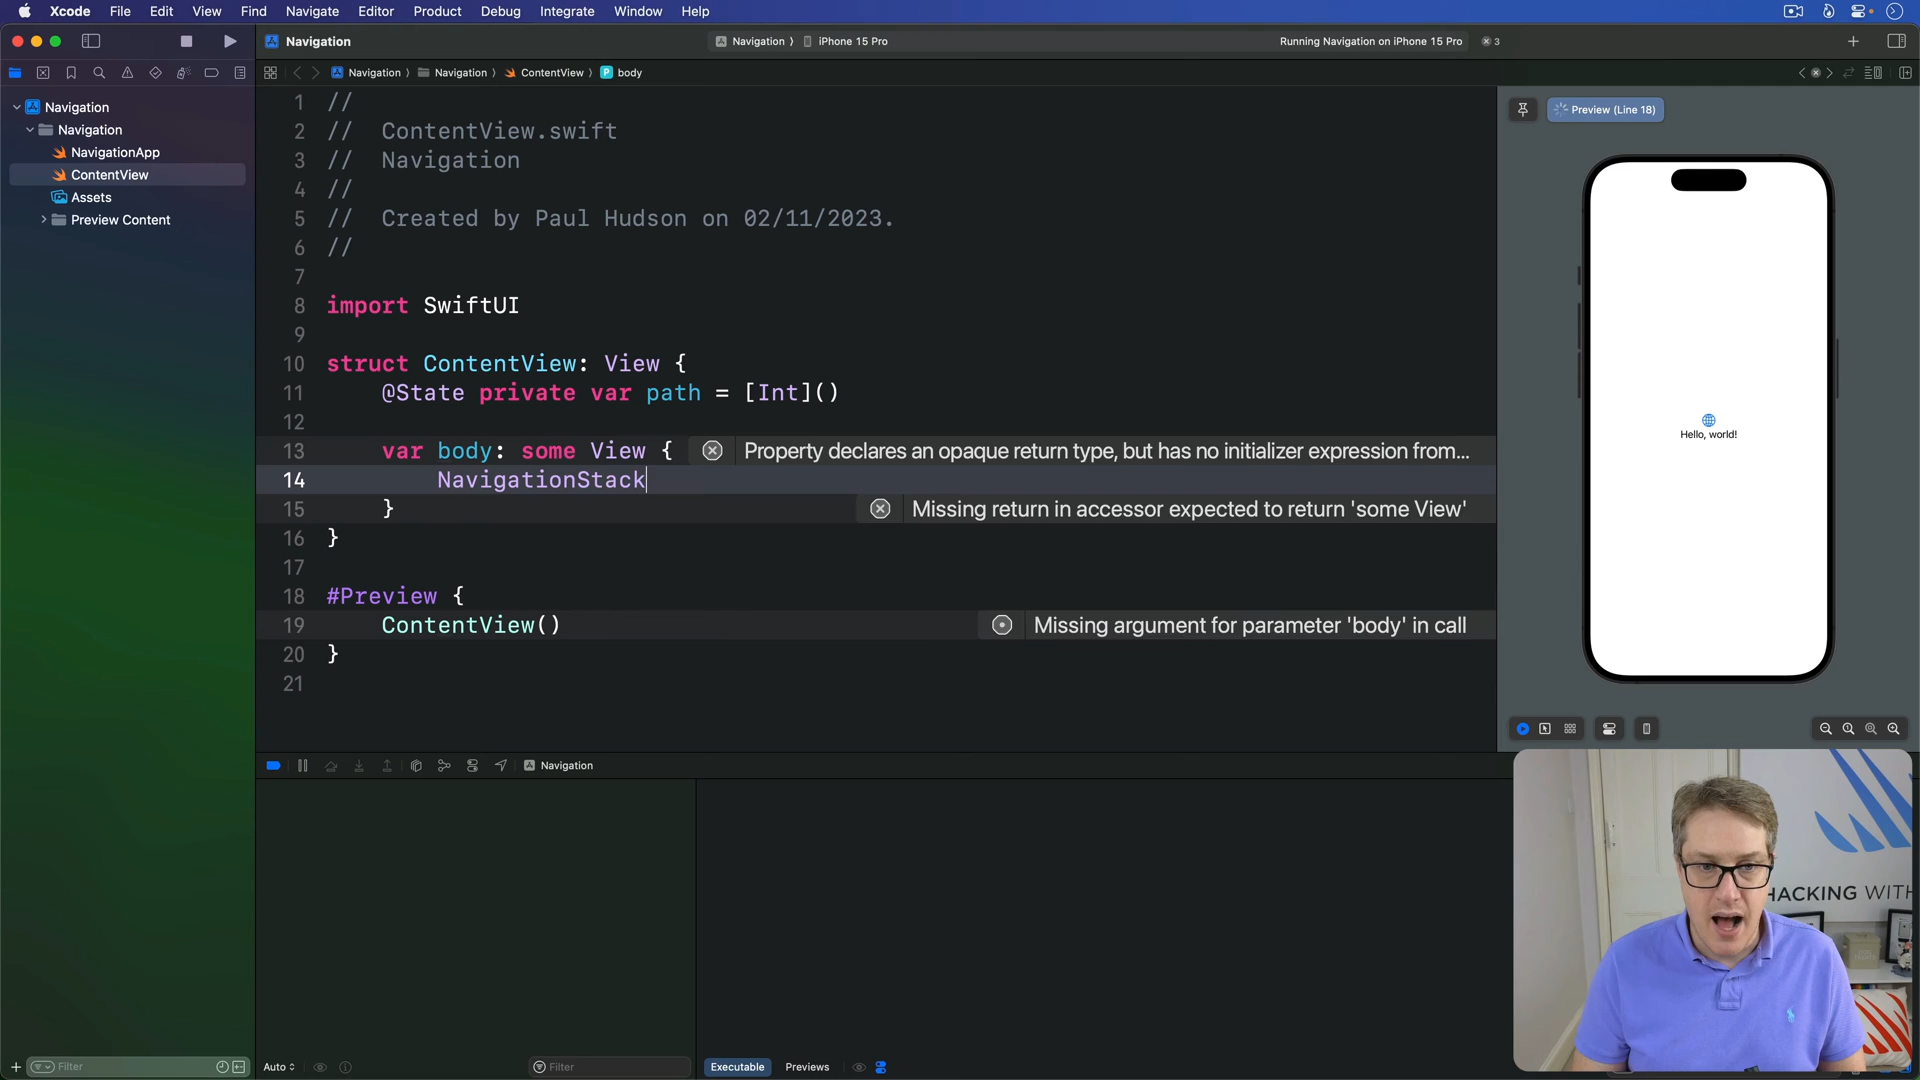 Xcode File Edit View Find Navigate Editor Product Debug Integrate Window Help
Navigation
Navigation iPhone 15 Pro
Running Navigation on iPhone 15 Pro 3
Navigation Navigation ContentView body
Navigation
Navigation
NavigationApp
ContentView
Assets
Preview Content
1 //
2 // ContentView.swift
3 // Navigation
4 //
5 // Created by Paul Hudson on 02/11/2023.
6 //
7
8 import SwiftUI
9
10 struct ContentView: View {
11 @State private var path = [Int]()
12
13 var body: some View { Property declares an opaque return type, but has no initializer expression from...
14 NavigationStack
15 } Missing return in accessor expected to return 'some View'
16 }
17
18 #Preview {
19 ContentView() Missing argument for parameter 'body' in call
20 }
21
Preview (Line 18)
Hello, world!
Navigation
HACKING WITH
Filter
Auto
Filter
Executable Previews